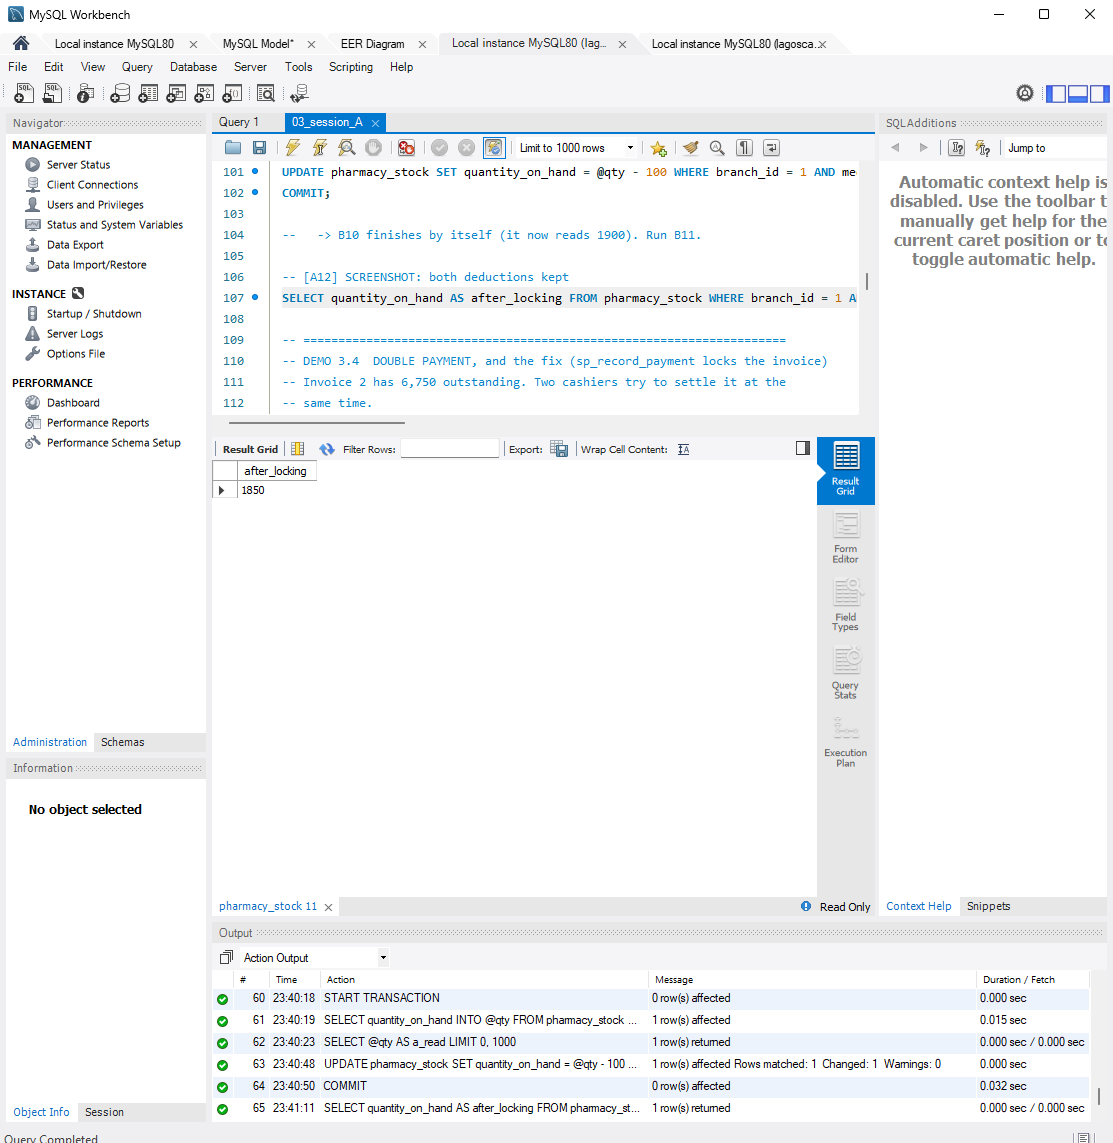 MySQL Workbench
Local instance MySQL80
MySQL Model*
EER Diagram
Local instance MySQL80 (lag...
Local instance MySQL80 (lagosca...
File Edit View Query Database Server Tools Scripting Help
Navigator
MANAGEMENT
Server Status
Client Connections
Users and Privileges
Status and System Variables
Data Export
Data Import/Restore
INSTANCE
Startup / Shutdown
Server Logs
Options File
PERFORMANCE
Dashboard
Performance Reports
Performance Schema Setup
Administration Schemas
Information
No object selected
Object Info Session
Query Completed
Query 1 03_session_A
Limit to 1000 rows
101 UPDATE pharmacy_stock SET quantity_on_hand = @qty - 100 WHERE branch_id = 1 AND me
102 COMMIT;
103
104 --   -> B10 finishes by itself (it now reads 1900). Run B11.
105
106 -- [A12] SCREENSHOT: both deductions kept
107 SELECT quantity_on_hand AS after_locking FROM pharmacy_stock WHERE branch_id = 1 A
108
109 -- =====================================================================
110 -- DEMO 3.4  DOUBLE PAYMENT, and the fix (sp_record_payment locks the invoice)
111 -- Invoice 2 has 6,750 outstanding. Two cashiers try to settle it at the
112 -- same time.
Result Grid Filter Rows: Export: Wrap Cell Content:
after_locking
1850
Result Grid
Form Editor
Field Types
Query Stats
Execution Plan
pharmacy_stock 11
Read Only
SQLAdditions
Jump to
Automatic context help is
disabled. Use the toolbar t
manually get help for the
current caret position or to
toggle automatic help.
Context Help Snippets
Output
Action Output
# Time Action Message Duration / Fetch
60 23:40:18 START TRANSACTION 0 row(s) affected 0.000 sec
61 23:40:19 SELECT quantity_on_hand INTO @qty FROM pharmacy_stock ... 1 row(s) affected 0.015 sec
62 23:40:23 SELECT @qty AS a_read LIMIT 0, 1000 1 row(s) returned 0.000 sec / 0.000 sec
63 23:40:48 UPDATE pharmacy_stock SET quantity_on_hand = @qty - 100 ... 1 row(s) affected Rows matched: 1  Changed: 1  Warnings: 0 0.000 sec
64 23:40:50 COMMIT 0 row(s) affected 0.032 sec
65 23:41:11 SELECT quantity_on_hand AS after_locking FROM pharmacy_st... 1 row(s) returned 0.000 sec / 0.000 sec